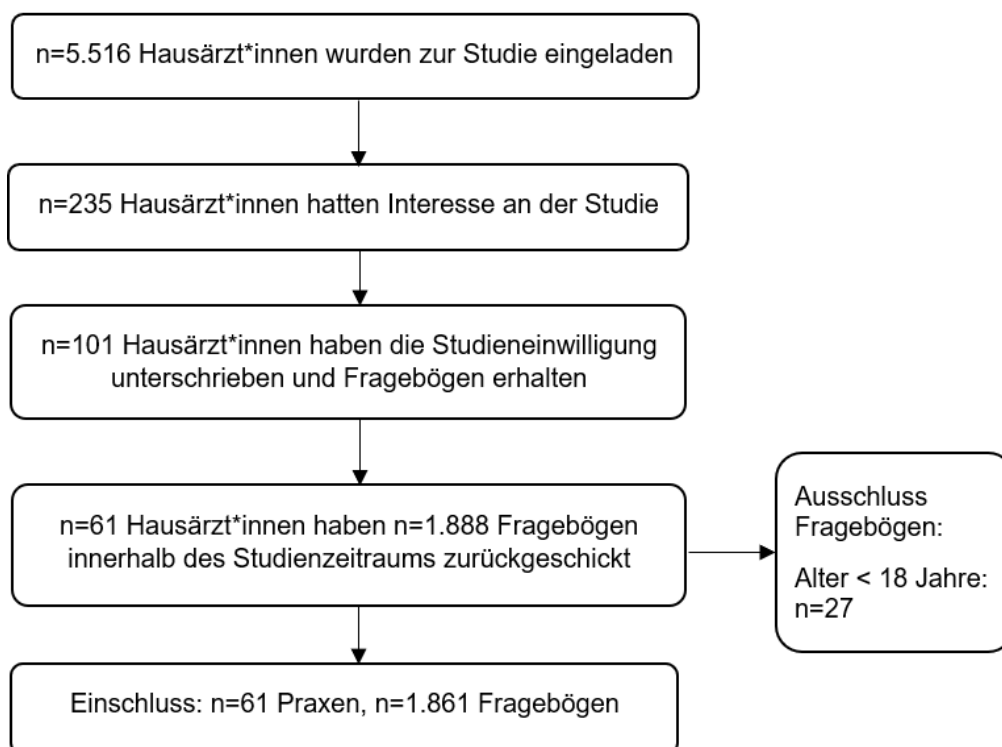 n=5.516 Hausärzt*innen wurden zur Studie eingeladen
n=235 Hausärzt*innen hatten Interesse an der Studie
n=101 Hausärzt*innen haben die Studieneinwilligung
unterschrieben und Fragebögen erhalten
n=61 Hausärzt*innen haben n=1.888 Fragebögen
innerhalb des Studienzeitraums zurückgeschickt
Ausschluss
Fragebögen:
Alter < 18 Jahre:
n=27
Einschluss: n=61 Praxen, n=1.861 Fragebögen